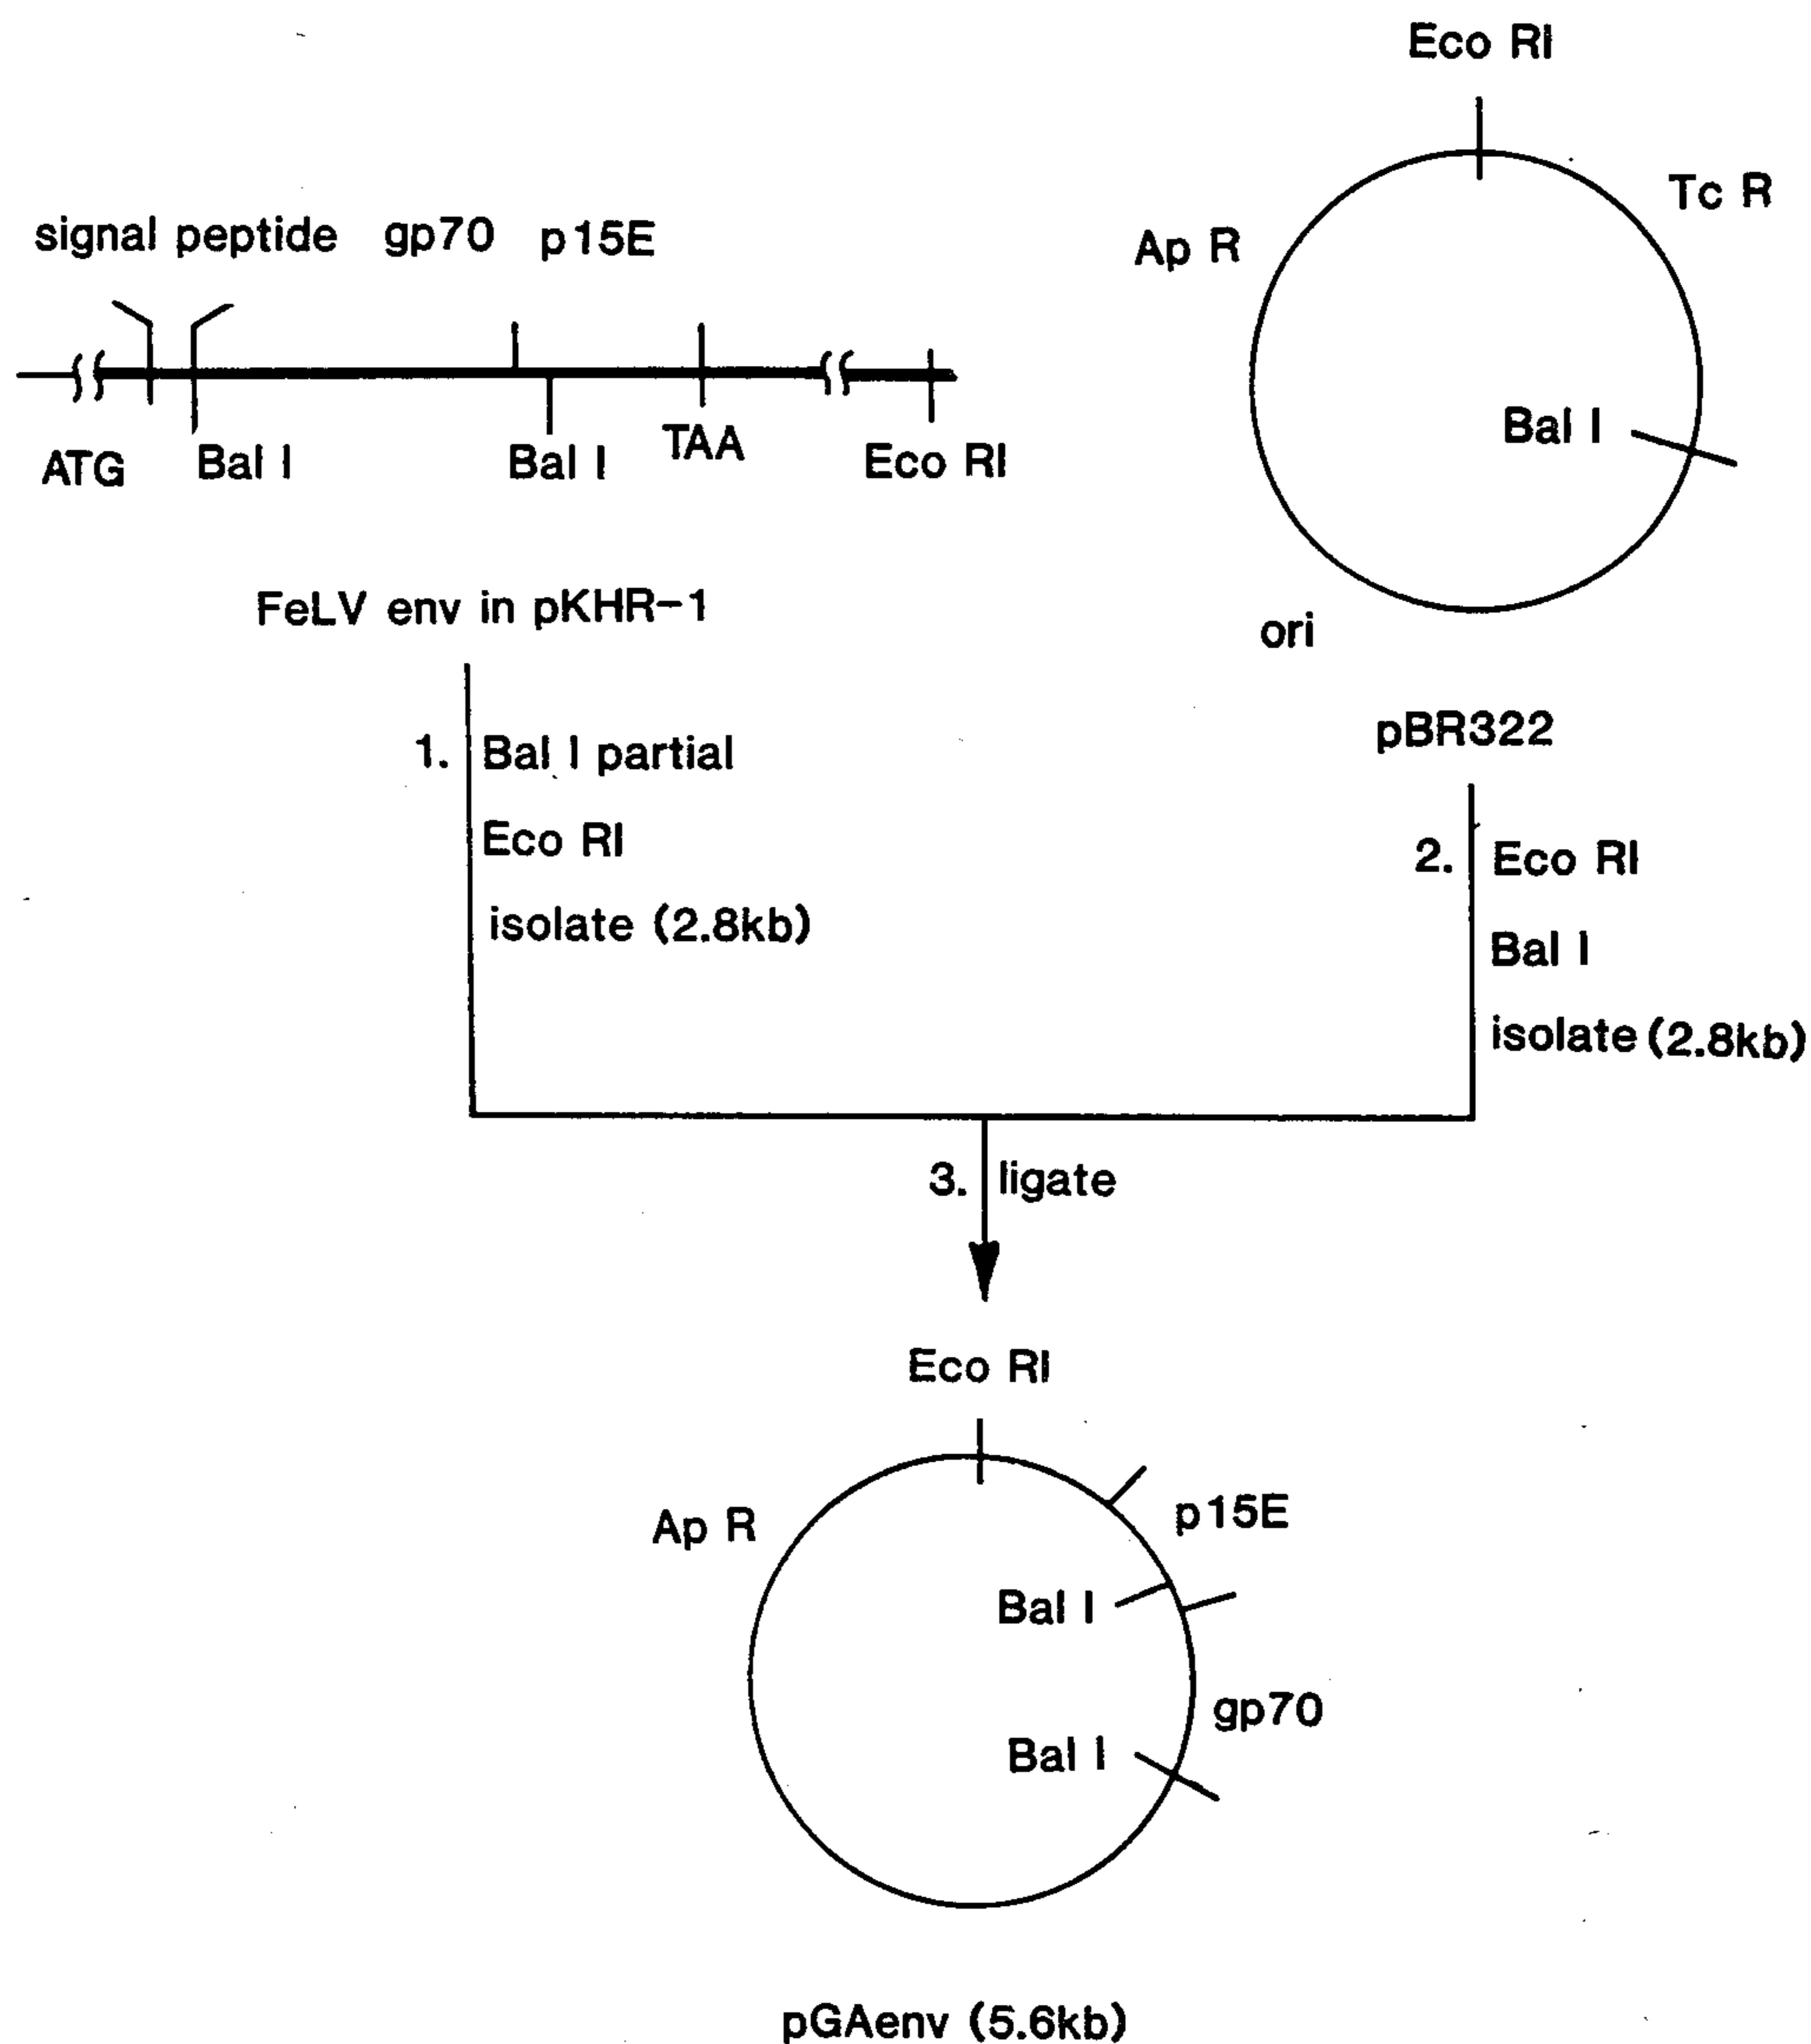 Eco RI
Tc R
Ap R
signal peptide gp70 p15E
ATG Bal I Bal I TAA Eco RI
Bal I
ori
FeLV env in pKHR-1
pBR322
1. Bal I partial
Eco RI
isolate (2.8kb)
2. Eco RI
Bal I
isolate (2.8kb)
3. ligate
Eco RI
Ap R
p15E
Bal I
gp70
Bal I
pGAenv (5.6kb)